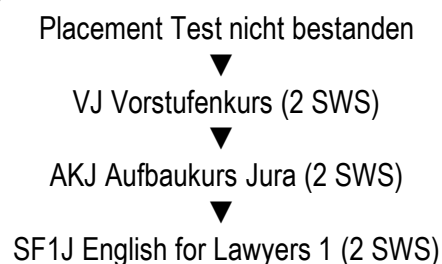 Placement Test nicht bestanden
▼
VJ Vorstufenkurs (2 SWS)
▼
AKJ Aufbaukurs Jura (2 SWS)
▼
SF1J English for Lawyers 1 (2 SWS)